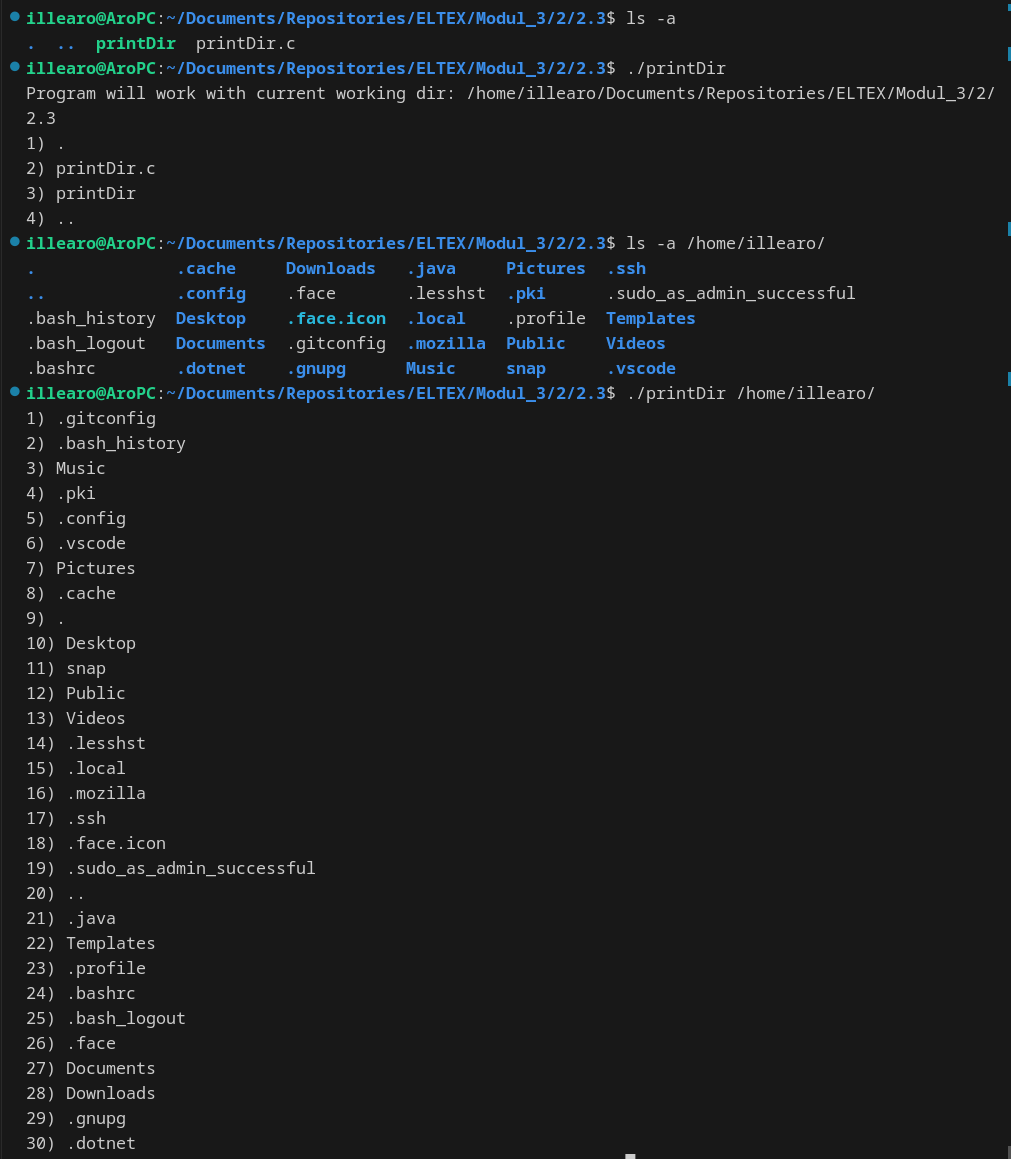 illearo@AroPC:~/Documents/Repositories/ELTEX/Modul_3/2/2.3$ ls -a
.  ..  printDir  printDir.c
illearo@AroPC:~/Documents/Repositories/ELTEX/Modul_3/2/2.3$ ./printDir
Program will work with current working dir: /home/illearo/Documents/Repositories/ELTEX/Modul_3/2/
2.3
1) .
2) printDir.c
3) printDir
4) ..
illearo@AroPC:~/Documents/Repositories/ELTEX/Modul_3/2/2.3$ ls -a /home/illearo/
.              .cache     Downloads   .java     Pictures  .ssh
..             .config    .face       .lesshst  .pki      .sudo_as_admin_successful
.bash_history  Desktop    .face.icon  .local    .profile  Templates
.bash_logout   Documents  .gitconfig  .mozilla  Public    Videos
.bashrc        .dotnet    .gnupg      Music     snap      .vscode
illearo@AroPC:~/Documents/Repositories/ELTEX/Modul_3/2/2.3$ ./printDir /home/illearo/
1) .gitconfig
2) .bash_history
3) Music
4) .pki
5) .config
6) .vscode
7) Pictures
8) .cache
9) .
10) Desktop
11) snap
12) Public
13) Videos
14) .lesshst
15) .local
16) .mozilla
17) .ssh
18) .face.icon
19) .sudo_as_admin_successful
20) ..
21) .java
22) Templates
23) .profile
24) .bashrc
25) .bash_logout
26) .face
27) Documents
28) Downloads
29) .gnupg
30) .dotnet